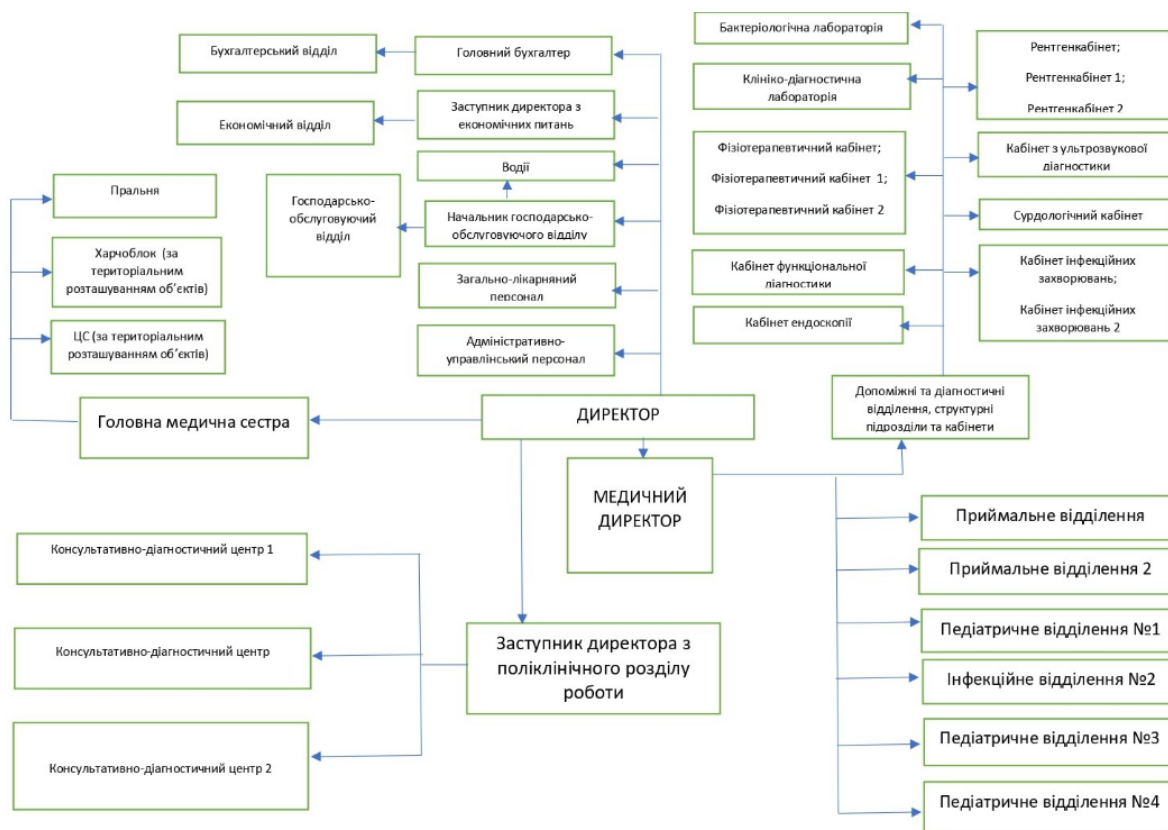 Бухгалтерський відділ
Головний бухгалтер
Економічний відділ
Заступник директора з
економічних питань
Водії
Господарсько-
обслуговуючий
відділ
Начальник господарсько-
обслуговуючого відділу
Загально-лікарняний
персонал
Адміністративно-
управлінський персонал
Пральня
Харчоблок (за
територіальним
розташуванням об’єктів)
ЦС (за територіальним
розташуванням об’єктів)
Головна медична сестра
ДИРЕКТОР
Бактеріологічна лабораторія
Клініко-діагностична
лабораторія
Фізіотерапевтичний кабінет;
Фізіотерапевтичний кабінет 1;
Фізіотерапевтичний кабінет 2
Кабінет функціональної
діагностики
Кабінет ендоскопії
Рентгенкабінет;
Рентгенкабінет 1;
Рентгенкабінет 2
Кабінет з ультрозвукової
діагностики
Сурдологічний кабінет
Кабінет інфекційних
захворювань;
Кабінет інфекційних
захворювань 2
Допоміжні та діагностичні
відділення, структурні
підрозділи та кабінети
МЕДИЧНИЙ
ДИРЕКТОР
Приймальне відділення
Приймальне відділення 2
Педіатричне відділення №1
Інфекційне відділення №2
Педіатричне відділення №3
Педіатричне відділення №4
Заступник директора з
поліклінічного розділу
роботи
Консультативно-діагностичний центр 1
Консультативно-діагностичний центр
Консультативно-діагностичний центр 2